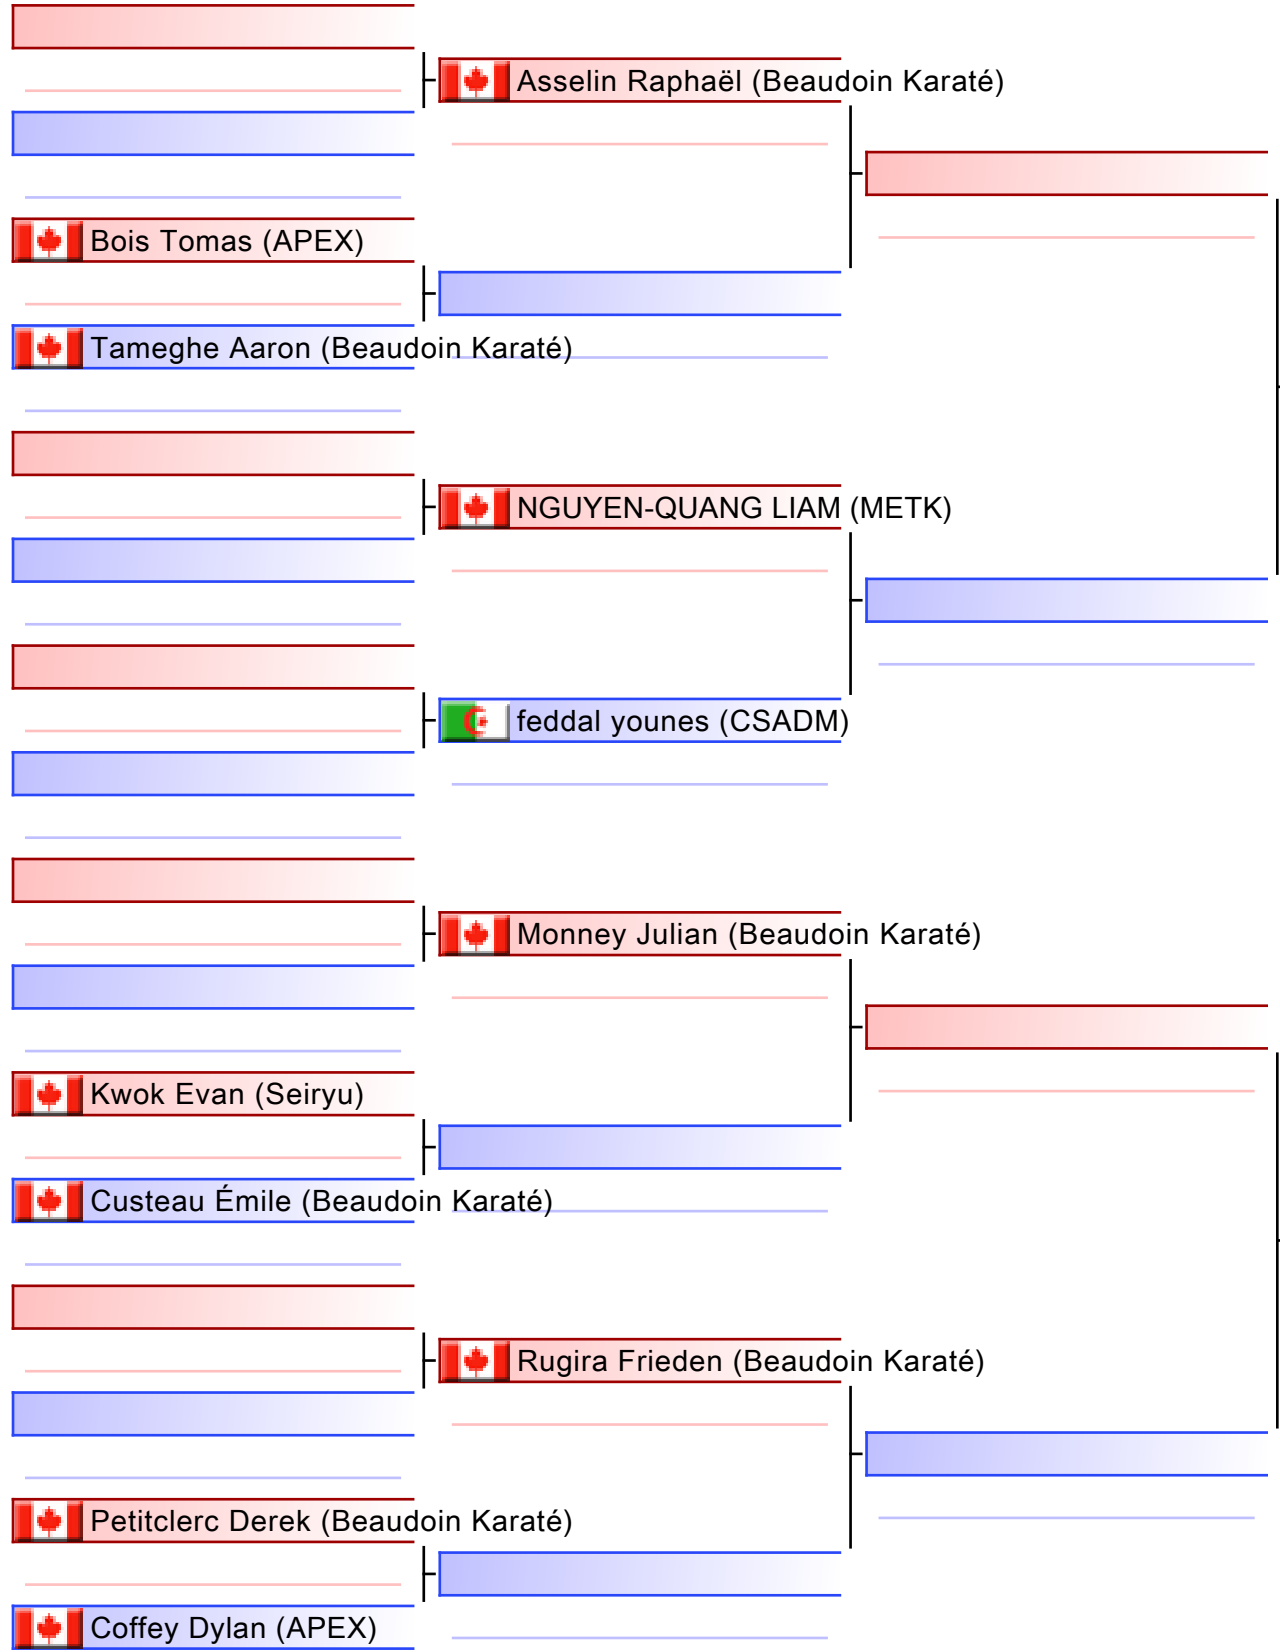 Asselin Raphaël (Beaudoin Karaté)
Bois Tomas (APEX)
Tameghe Aaron (Beaudoin Karaté)
NGUYEN-QUANG LIAM (METK)
feddal younes (CSADM)
Monney Julian (Beaudoin Karaté)
Kwok Evan (Seiryu)
Custeau Émile (Beaudoin Karaté)
Rugira Frieden (Beaudoin Karaté)
Petitclerc Derek (Beaudoin Karaté)
Coffey Dylan (APEX)